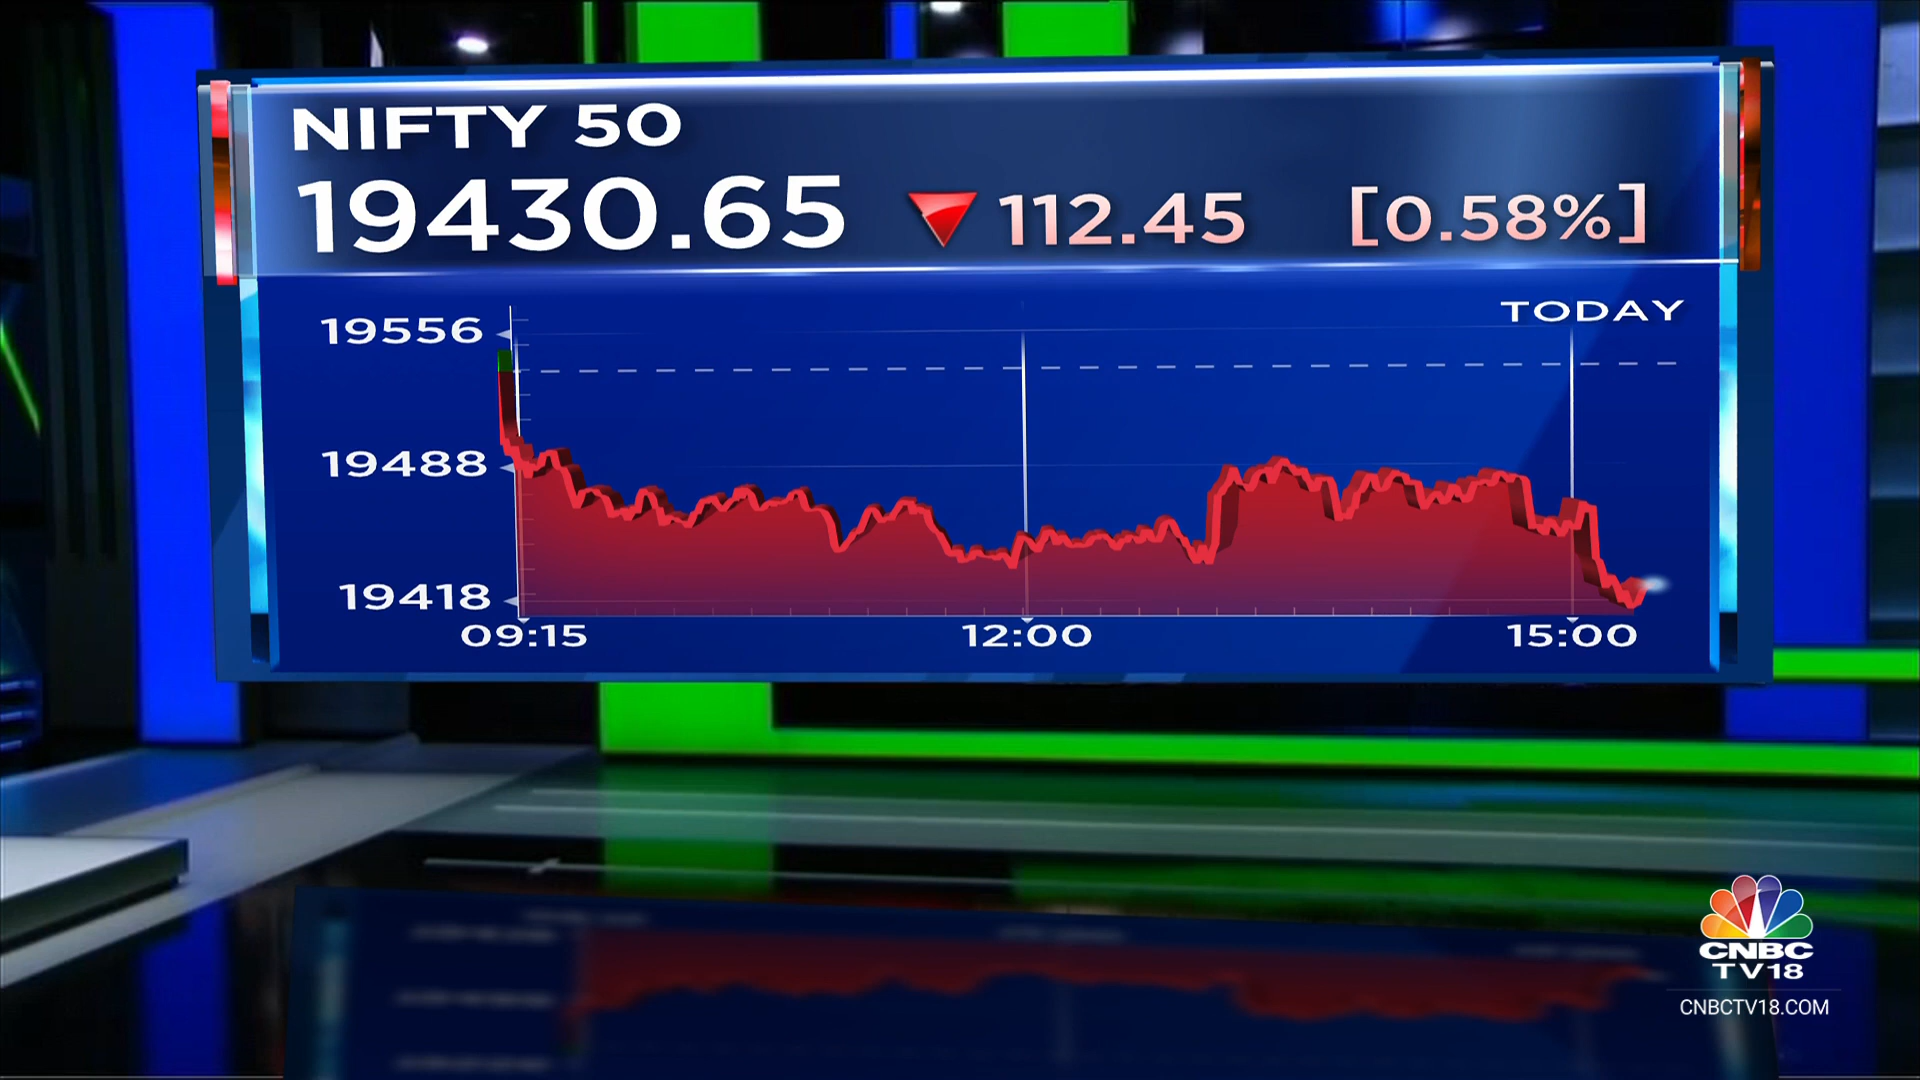 NIFTY 50
19430.65 ▼ 112.45 [0.58%]
TODAY
19556
19488
19418
09:15 12:00 15:00
CNBC
TV18
CNBCTV18.COM